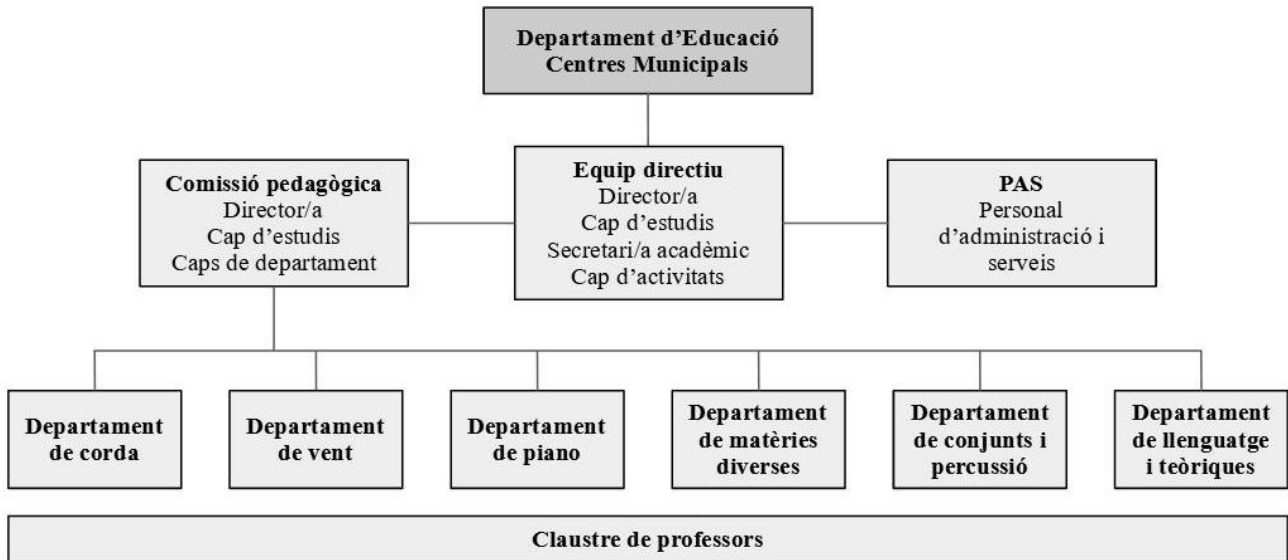 Departament d’Educació
Centres Municipals
Comissió pedagògica
Director/a
Cap d’estudis
Caps de departament
Equip directiu
Director/a
Cap d’estudis
Secretari/a acadèmic
Cap d’activitats
PAS
Personal
d’administració i
serveis
Departament
de corda
Departament
de vent
Departament
de piano
Departament
de matèries
diverses
Departament
de conjunts i
percussió
Departament
de llenguatge
i teòriques
Claustre de professors